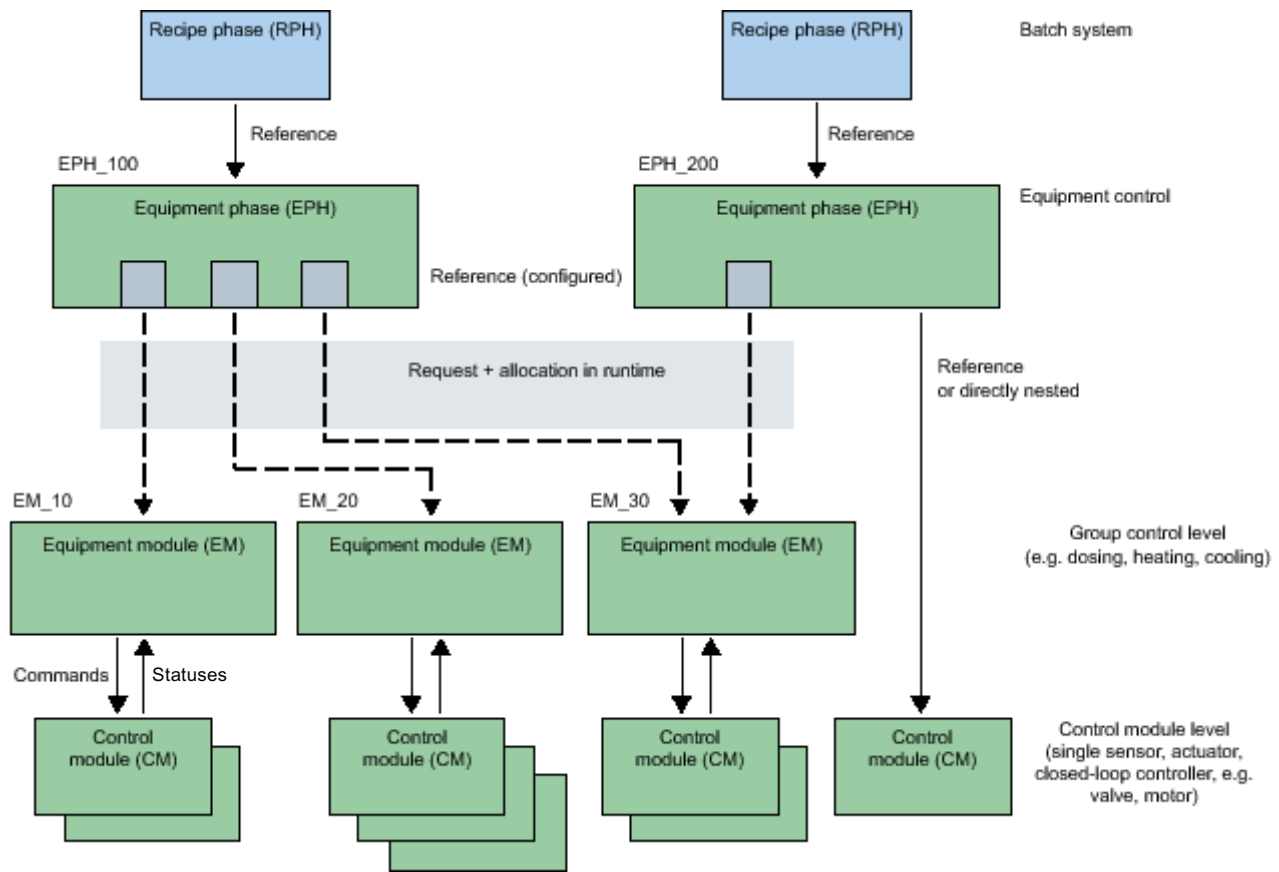 Recipe phase (RPH)
Recipe phase (RPH)
Batch system
Reference
Reference
EPH_100
EPH_200
Equipment phase (EPH)
Equipment phase (EPH)
Equipment control
Reference (configured)
Request + allocation in runtime
Reference
or directly nested
EM_10
EM_20
EM_30
Equipment module (EM)
Equipment module (EM)
Equipment module (EM)
Group control level
(e.g. dosing, heating, cooling)
Commands
Statuses
Control
module (CM)
Control
module (CM)
Control
module (CM)
Control
module (CM)
Control module level
(single sensor, actuator,
closed-loop controller, e.g.
valve, motor)